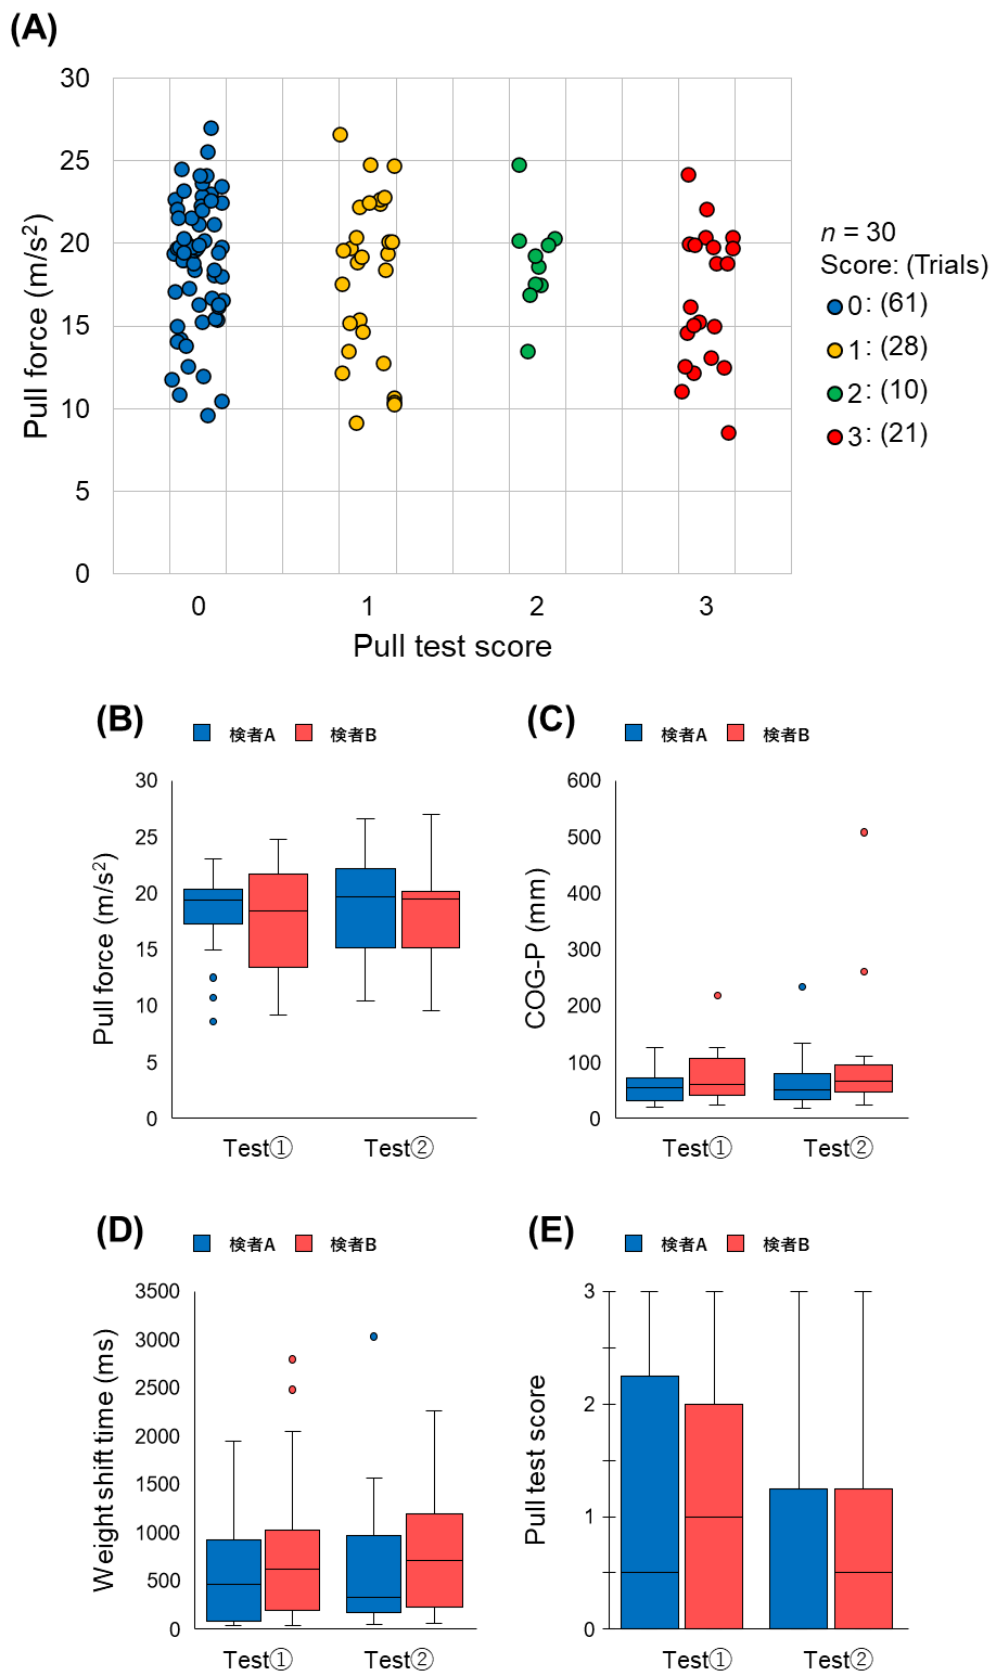 (A)
30
25
20
15
10
5
0
Pull force (m/s²)
0 1 2 3
Pull test score
n = 30
Score: (Trials)
0: (61)
1: (28)
2: (10)
3: (21)
(B)
検者A 検者B
30
25
20
15
10
5
0
Pull force (m/s²)
Test① Test②
(C)
検者A 検者B
600
500
400
300
200
100
0
COG-P (mm)
Test① Test②
(D)
検者A 検者B
3500
3000
2500
2000
1500
1000
500
0
Weight shift time (ms)
Test① Test②
(E)
検者A 検者B
3
2
1
0
Pull test score
Test① Test②